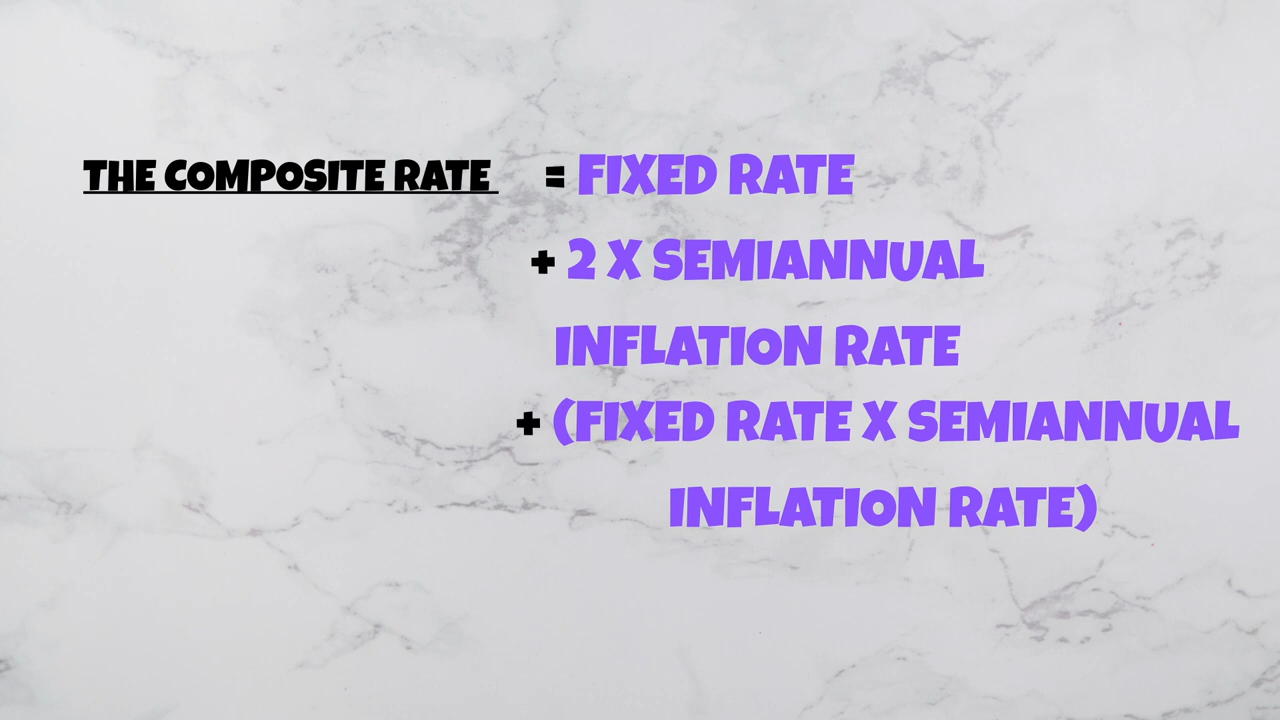 THE COMPOSITE RATE = FIXED RATE
+ 2 X SEMIANNUAL
INFLATION RATE
+ (FIXED RATE X SEMIANNUAL
INFLATION RATE)